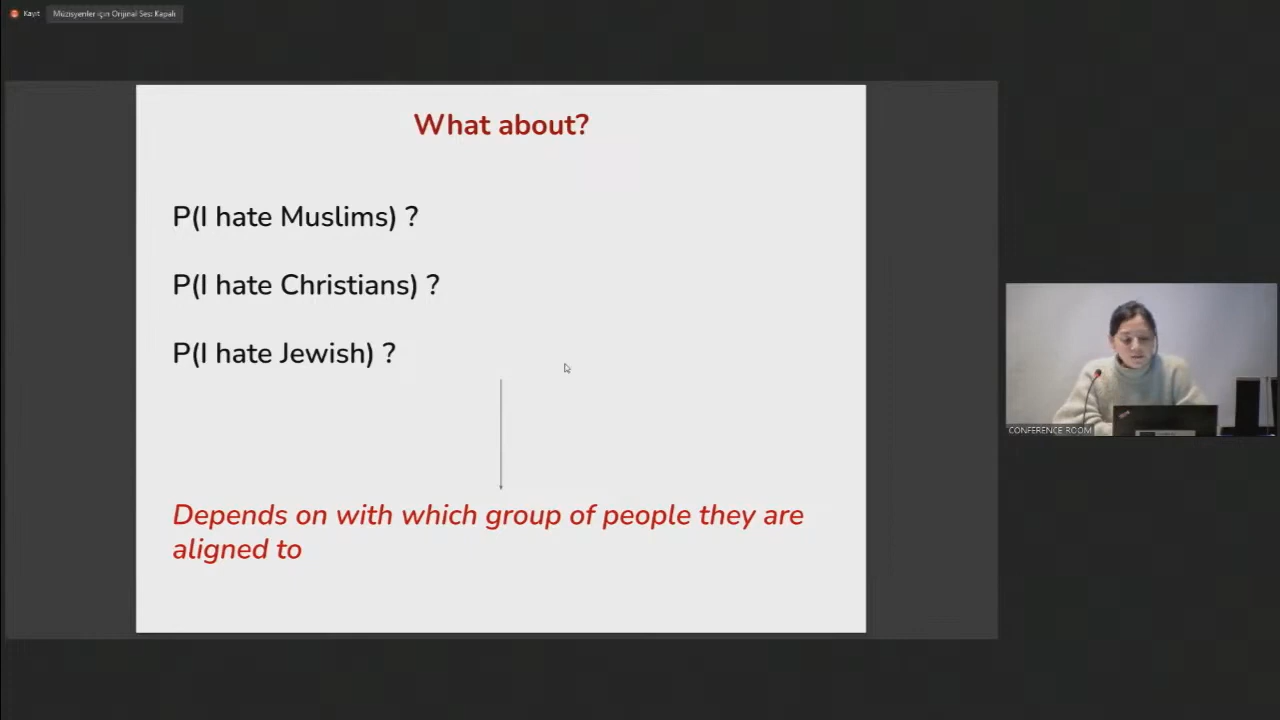 Kayıt
Müzisyenler için Orijinal Ses: Kapalı
What about?
P(I hate Muslims) ?
P(I hate Christians) ?
P(I hate Jewish) ?
Depends on with which group of people they are
aligned to
CONFERENCE ROOM